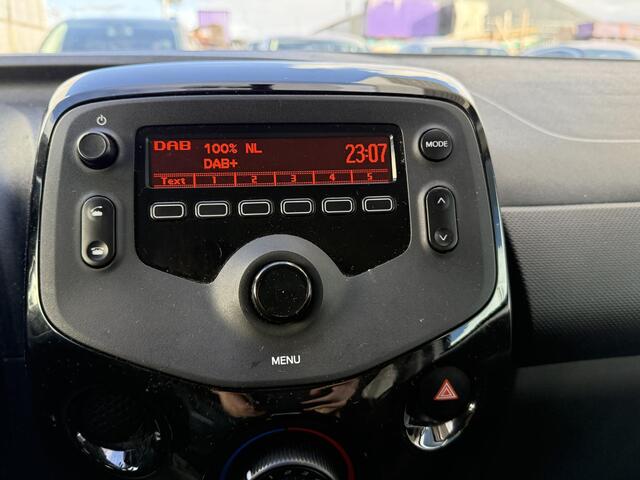 DAB 100% NL 23:07
DAB+
Text 1 2 3 4 5
MODE
MENU